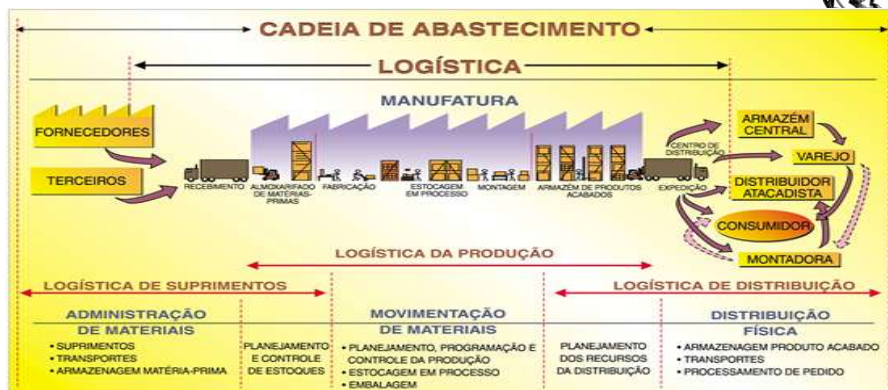 CADEIA DE ABASTECIMENTO
LOGÍSTICA
MANUFATURA
FORNECEDORES
TERCEIROS
RECEBIMENTO
ALMOXARIFADO
DE MATÉRIAS-
PRIMAS
FABRICAÇÃO
ESTOCAGEM
EM PROCESSO
MONTAGEM
ARMAZÉM DE PRODUTOS
ACABADOS
CENTRO DE
DISTRIBUIÇÃO
EXPEDIÇÃO
ARMAZÉM
CENTRAL
VAREJO
DISTRIBUIDOR
ATACADISTA
CONSUMIDOR
MONTADORA
LOGÍSTICA DA PRODUÇÃO
LOGÍSTICA DE SUPRIMENTOS
LOGÍSTICA DE DISTRIBUIÇÃO
ADMINISTRAÇÃO
DE MATERIAIS
• SUPRIMENTOS
• TRANSPORTES
• ARMAZENAGEM MATÉRIA-PRIMA
PLANEJAMENTO
E CONTROLE
DE ESTOQUES
MOVIMENTAÇÃO
DE MATERIAIS
• PLANEJAMENTO, PROGRAMAÇÃO E
CONTROLE DA PRODUÇÃO
• ESTOCAGEM EM PROCESSO
• EMBALAGEM
PLANEJAMENTO
DOS RECURSOS
DA DISTRIBUIÇÃO
DISTRIBUIÇÃO
FÍSICA
• ARMAZENAGEM PRODUTO ACABADO
• TRANSPORTES
• PROCESSAMENTO DE PEDIDO